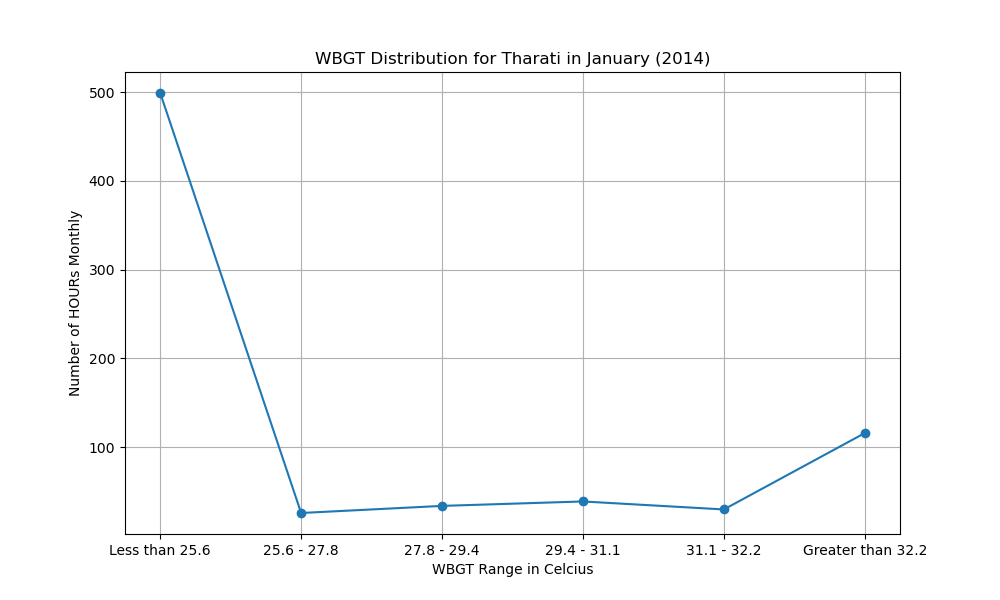 WBGT Distribution for Tharati in January (2014)
Number of HOURs Monthly
500
400
300
200
100
Less than 25.6
25.6 - 27.8
27.8 - 29.4
29.4 - 31.1
31.1 - 32.2
Greater than 32.2
WBGT Range in Celcius